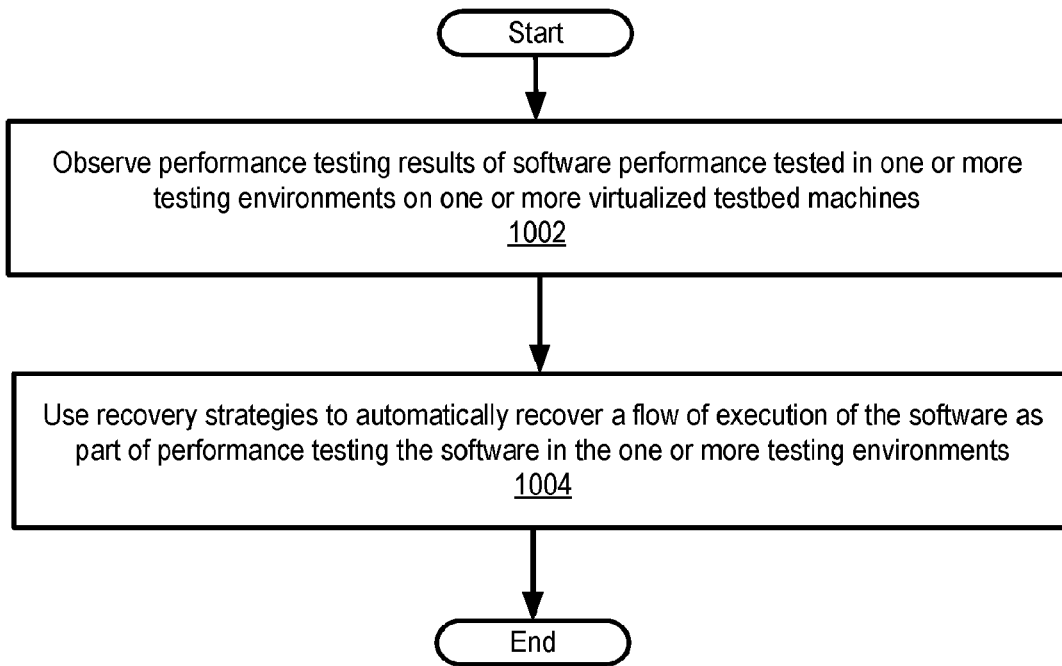 Start
Observe performance testing results of software performance tested in one or more
testing environments on one or more virtualized testbed machines
1002
Use recovery strategies to automatically recover a flow of execution of the software as
part of performance testing the software in the one or more testing environments
1004
End